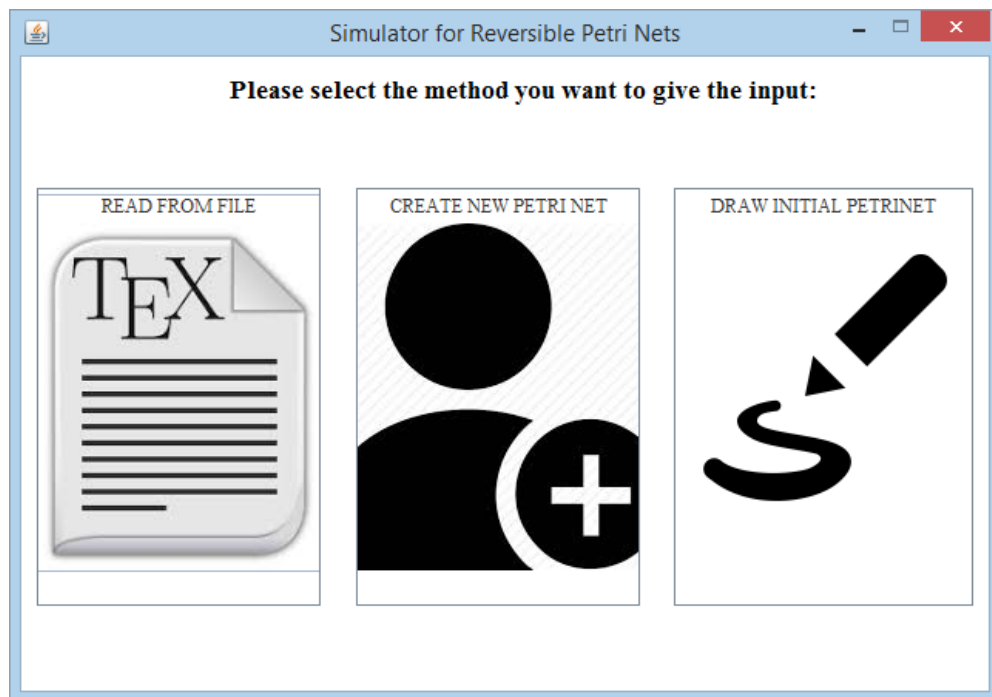 Simulator for Reversible Petri Nets
Please select the method you want to give the input:
READ FROM FILE
CREATE NEW PETRI NET
DRAW INITIAL PETRINET
TEX